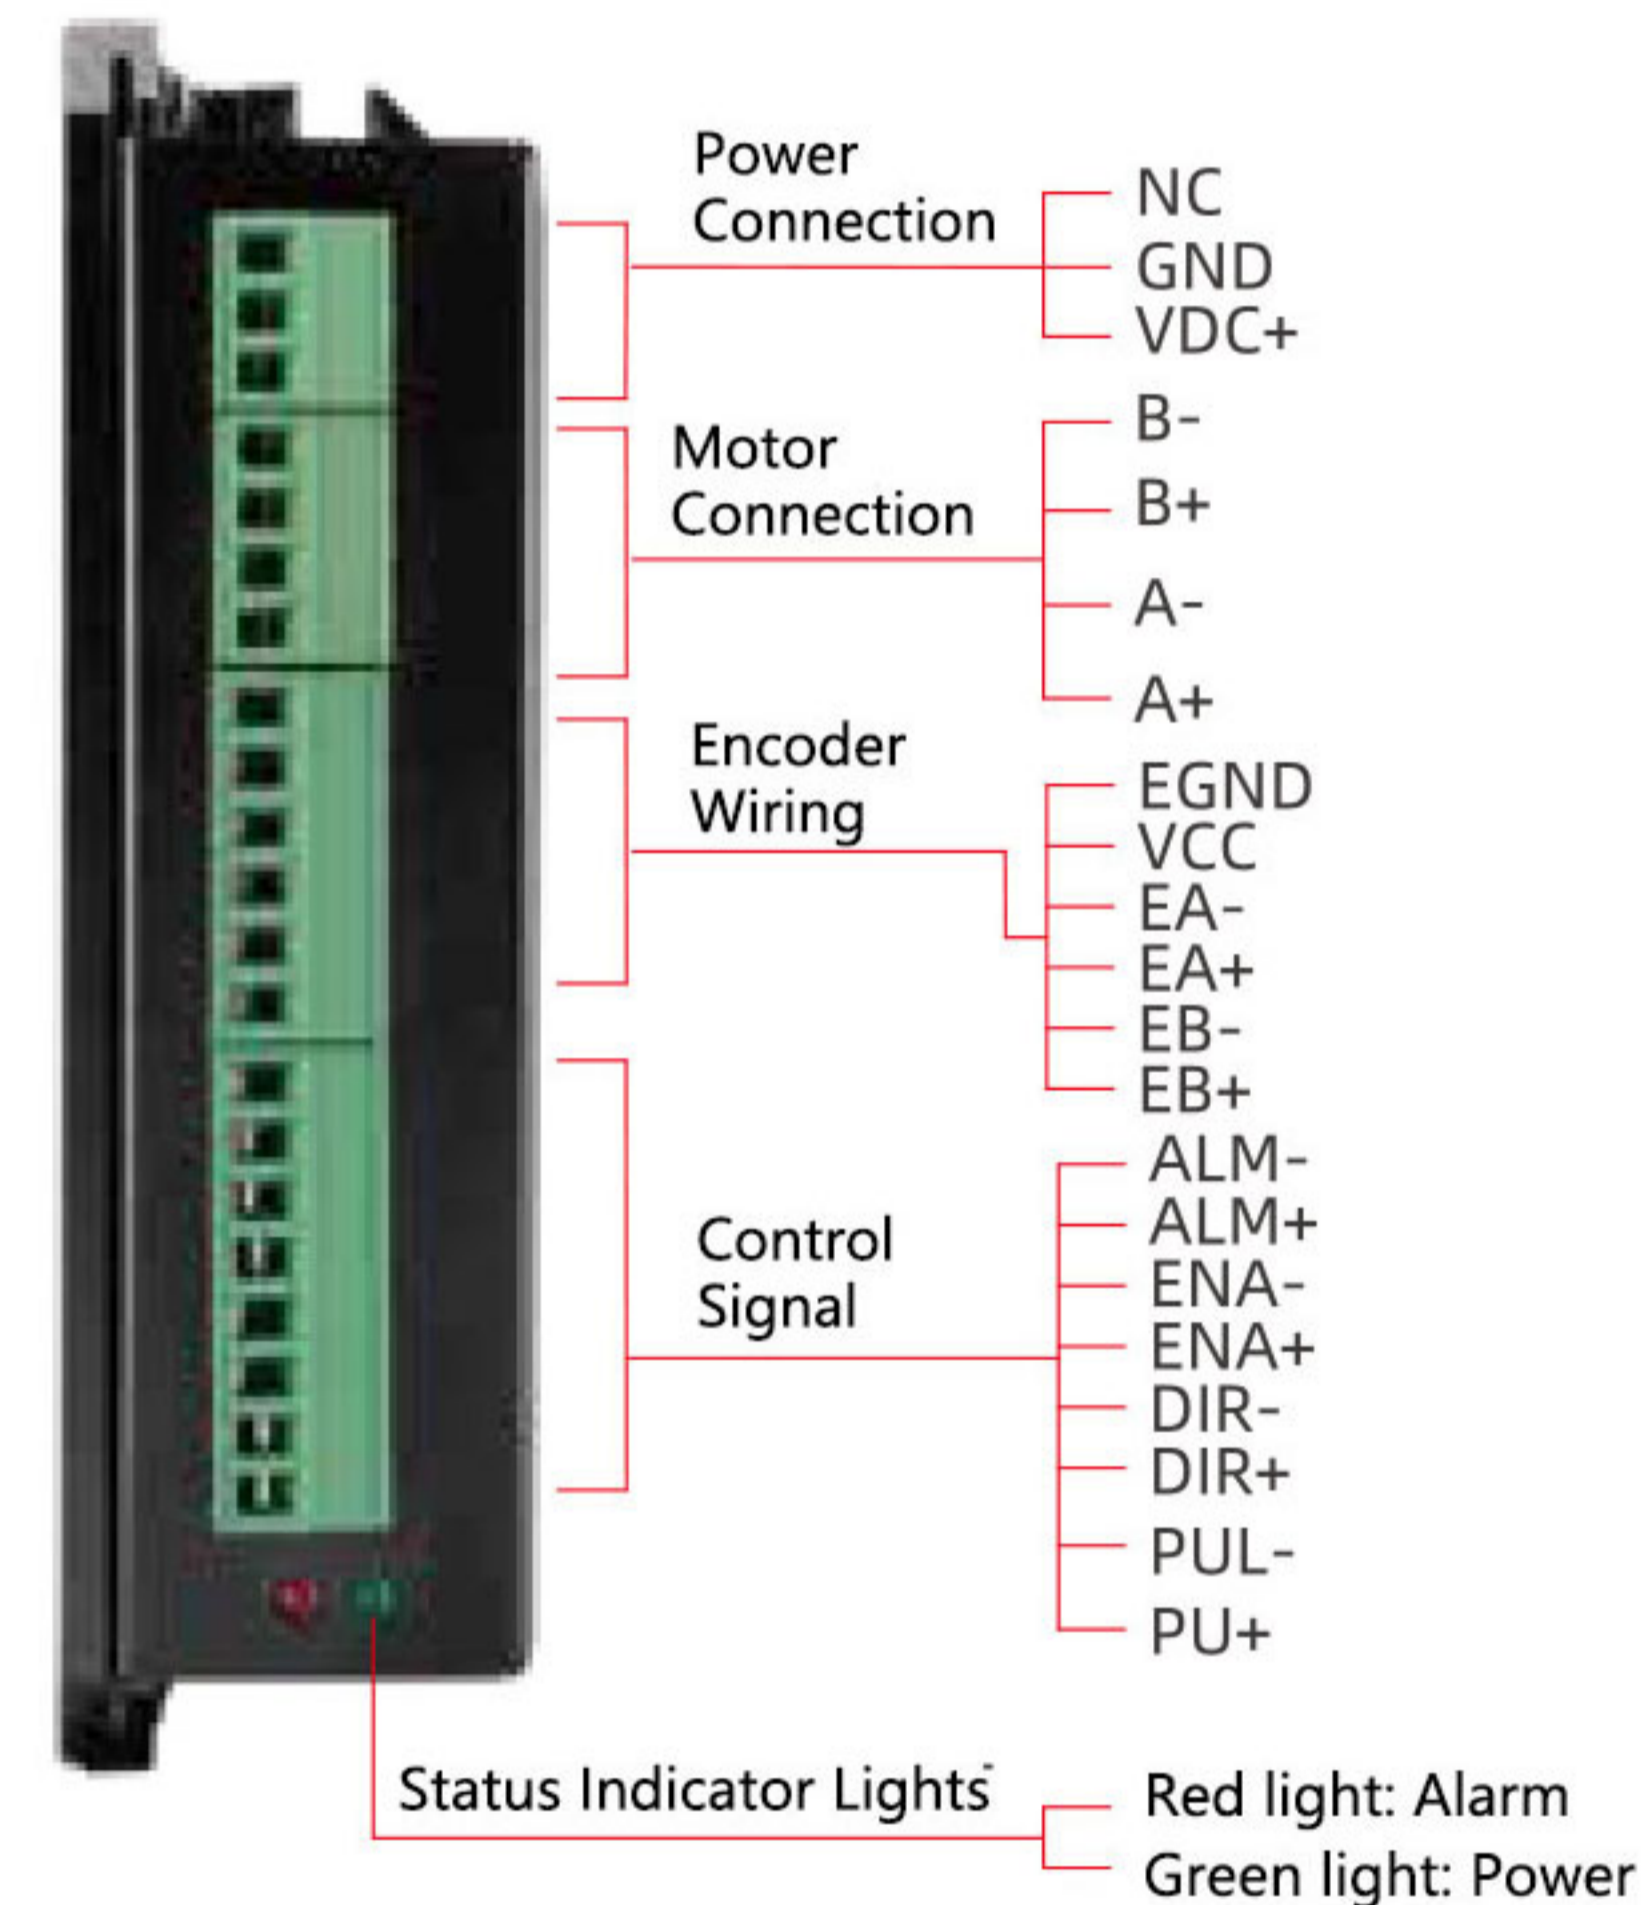 Power
Connection
NC
GND
VDC+
Motor
Connection
B-
B+
A-
A+
Encoder
Wiring
EGND
VCC
EA-
EA+
EB-
EB+
Control
Signal
ALM-
ALM+
ENA-
ENA+
DIR-
DIR+
PUL-
PU+
Status Indicator Lights
Red light: Alarm
Green light: Power